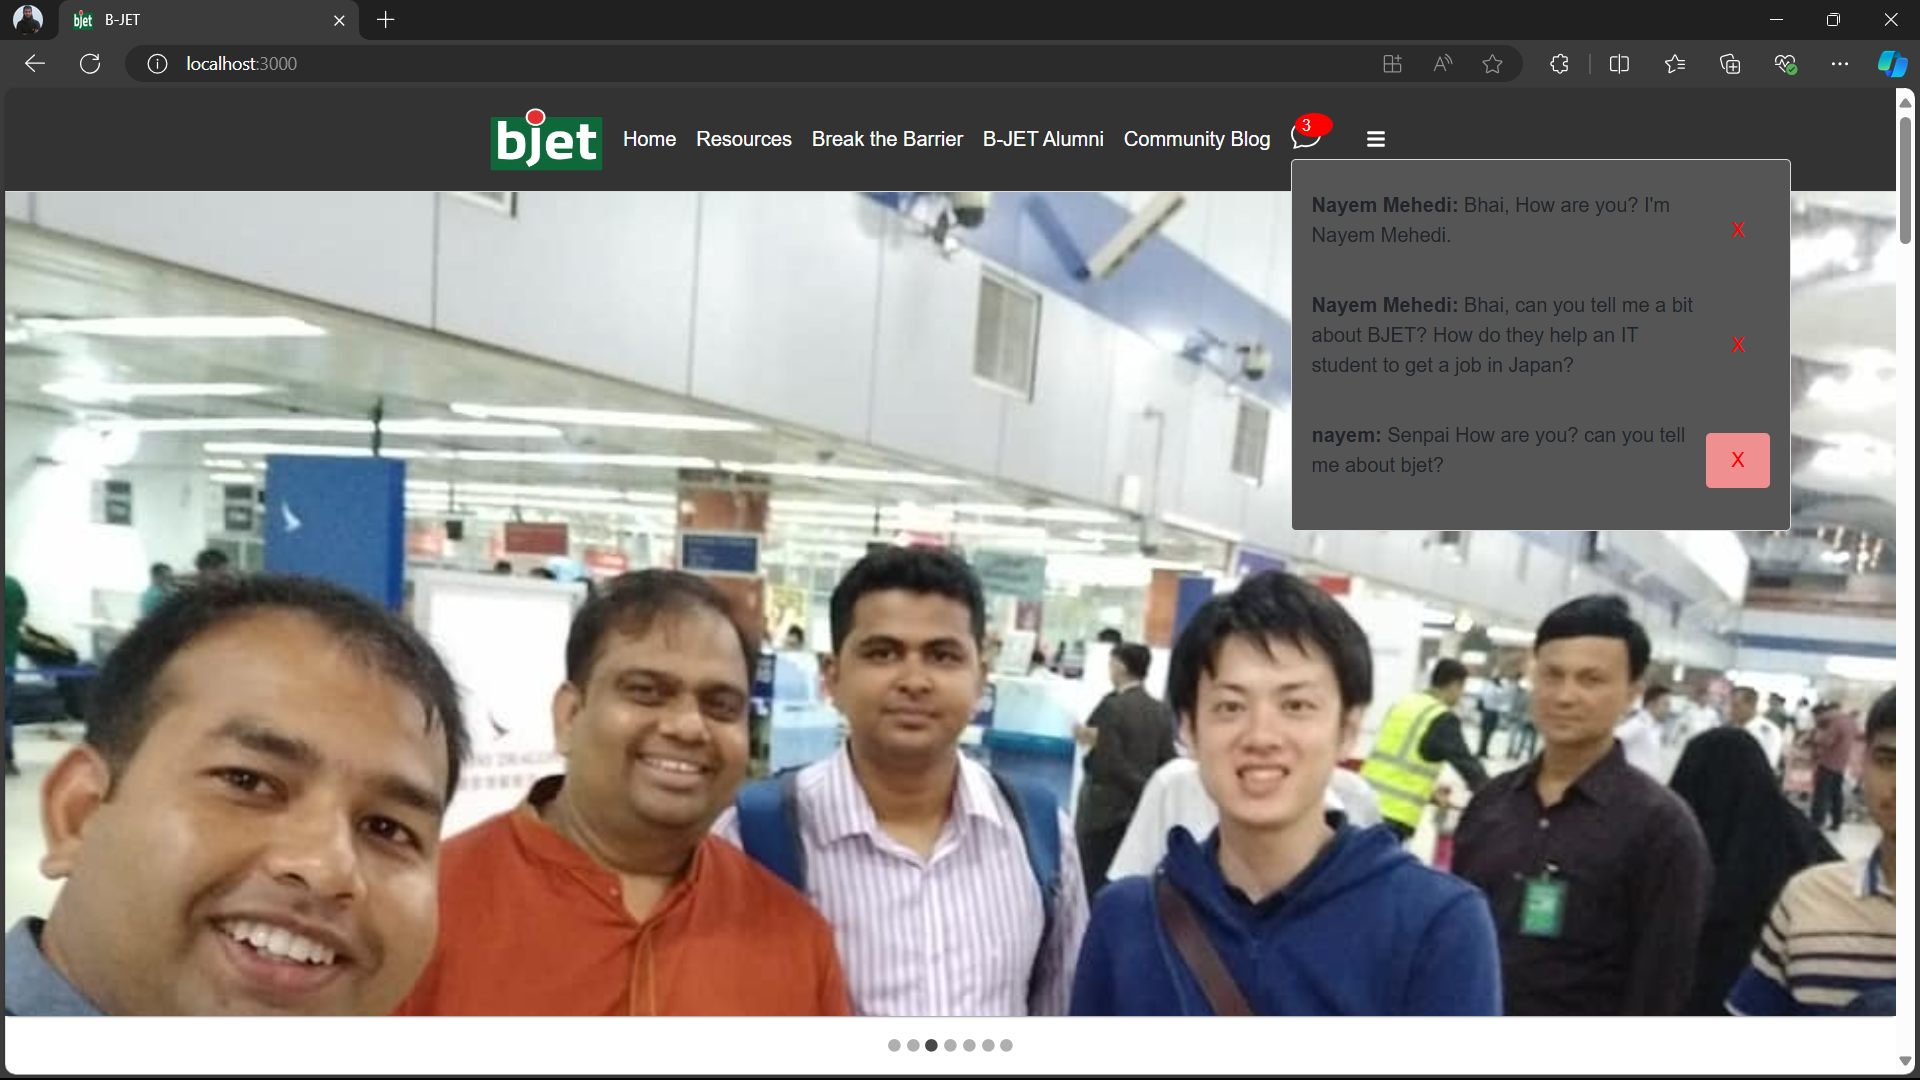 B-JET
localhost:3000
bjet
Home Resources Break the Barrier B-JET Alumni Community Blog 3
Nayem Mehedi: Bhai, How are you? I'm
Nayem Mehedi.
X
Nayem Mehedi: Bhai, can you tell me a bit
about BJET? How do they help an IT
student to get a job in Japan?
X
nayem: Senpai How are you? can you tell
me about bjet?
X